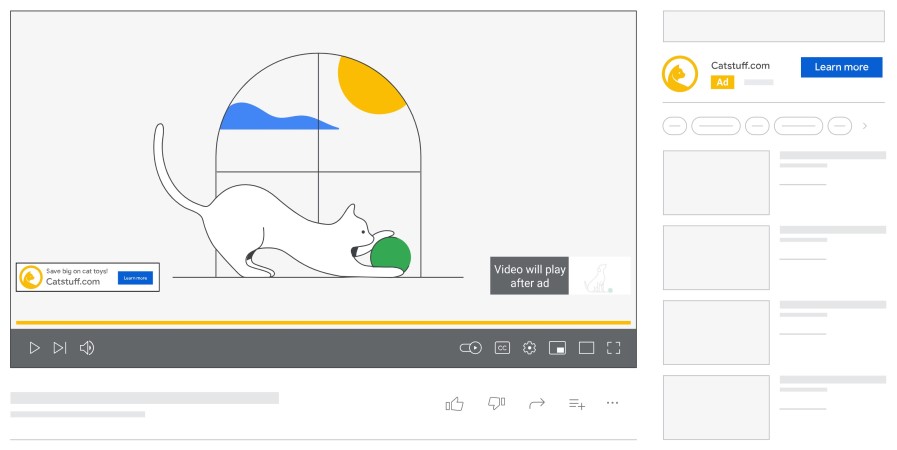 Save big on cat toys!
Catstuff.com
Learn more
Video will play
after ad
CC
Catstuff.com
Ad
Learn more